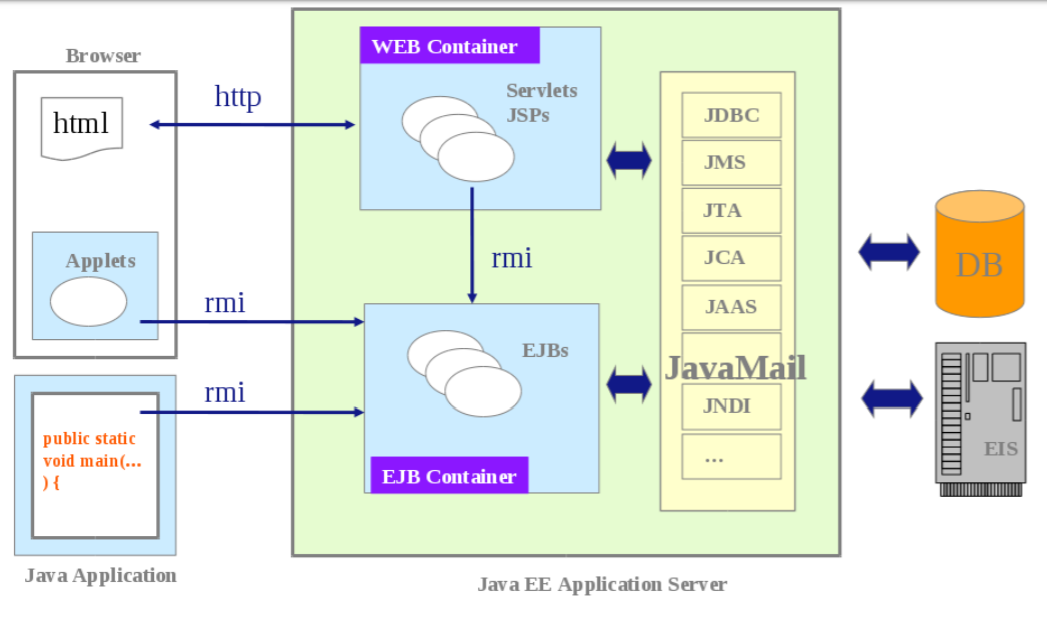 Browser
html
http
WEB Container
Servlets
JSPs
Applets
rmi
rmi
EJBs
EJB Container
rmi
public static
void main(...
) {
Java Application
JDBC
JMS
JTA
JCA
JAAS
JavaMail
JNDI
...
DB
EIS
Java EE Application Server